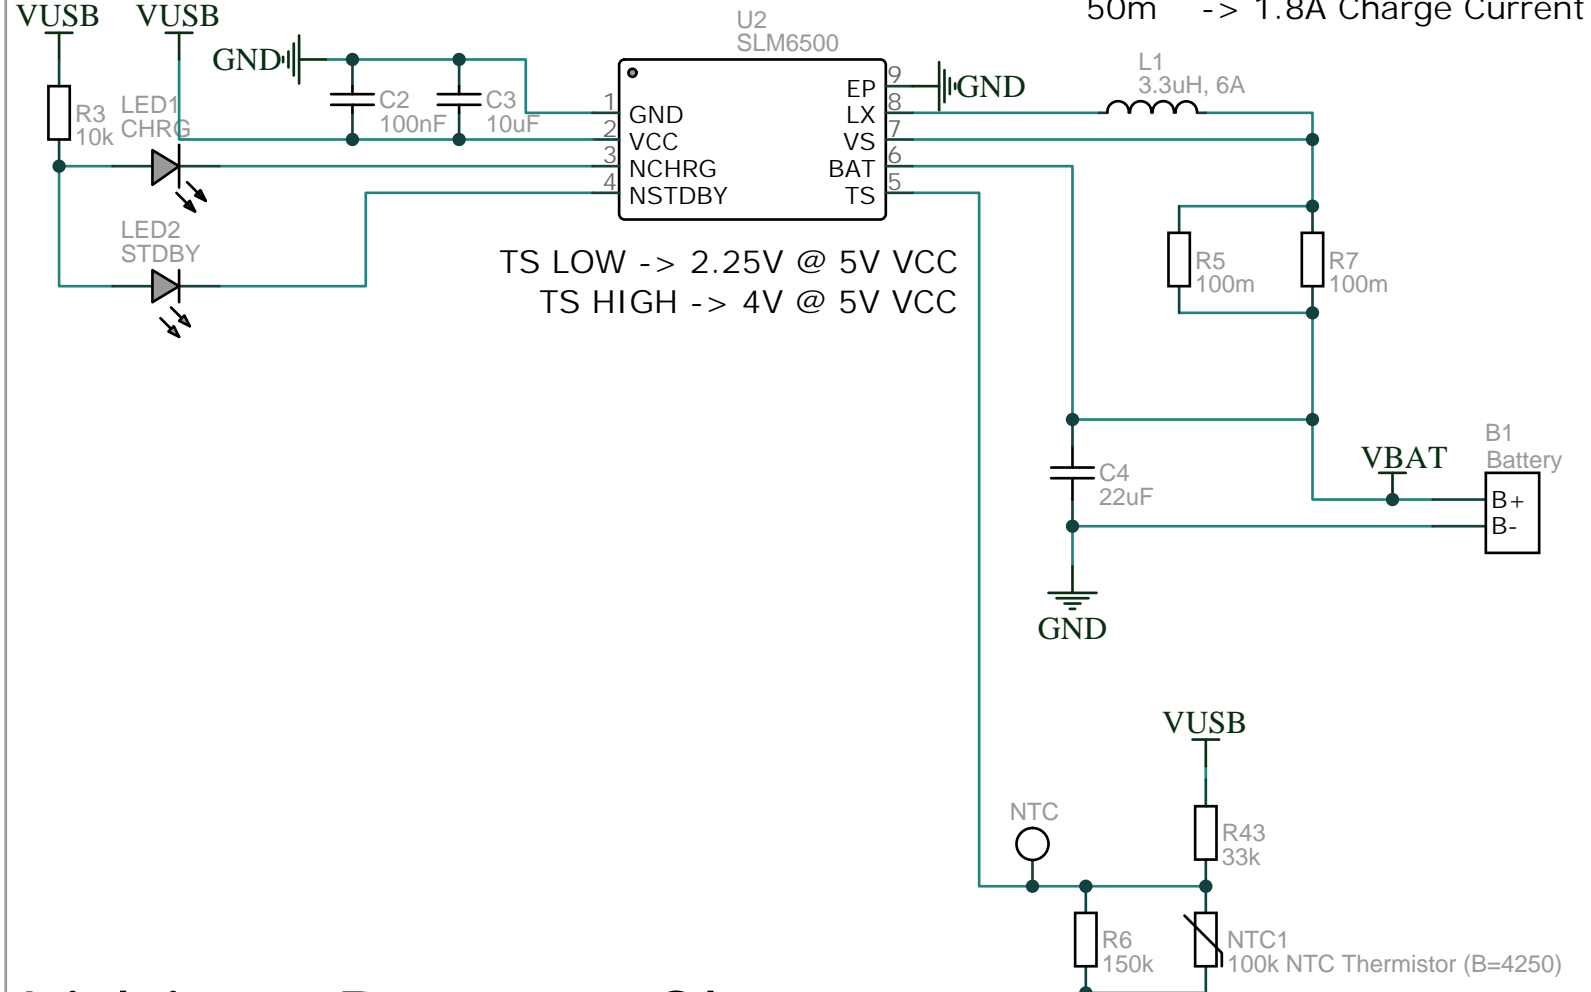 VUSB VUSB
50m -> 1.8A Charge Current
GND
U2
SLM6500
L1
3.3uH, 6A
R3
10k
LED1
CHRG
C2
100nF
C3
10uF
1 GND
2 VCC
3 NCHRG
4 NSTDBY
EP 9
LX 8
VS 7
BAT 6
TS 5
GND
LED2
STDBY
TS LOW -> 2.25V @ 5V VCC
TS HIGH -> 4V @ 5V VCC
R5
100m
R7
100m
C4
22uF
VBAT
B1
Battery
B+
B-
GND
VUSB
NTC
R43
33k
R6
150k
NTC1
100k NTC Thermistor (B=4250)